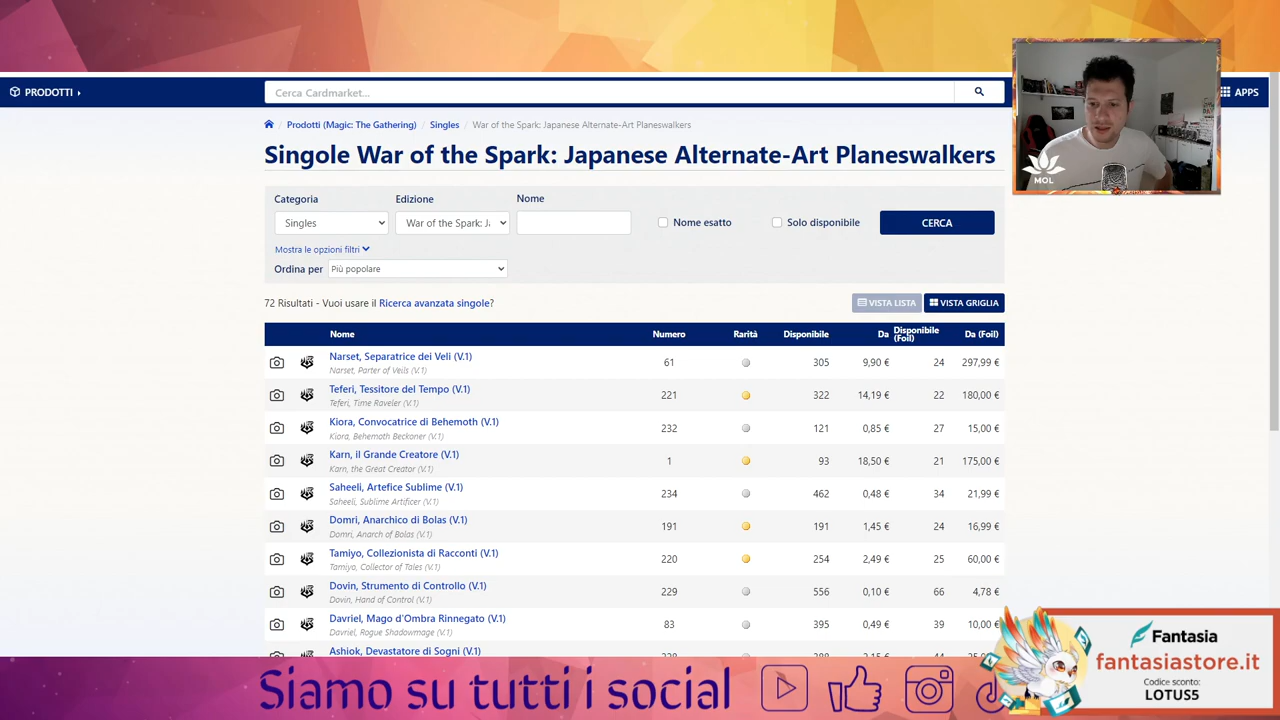 PRODOTTI
Cerca Cardmarket...
APPS
MOL
/ Prodotti (Magic: The Gathering) / Singles / War of the Spark: Japanese Alternate-Art Planeswalkers
Singole War of the Spark: Japanese Alternate-Art Planeswalkers
Categoria Edizione Nome
Singles War of the Spark: Ja Nome esatto Solo disponibile CERCA
Mostra le opzioni filtri
Ordina per Più popolare
72 Risultati - Vuoi usare il Ricerca avanzata singole? VISTA LISTA VISTA GRIGLIA
Nome Numero Rarità Disponibile Da Disponibile (Foil) Da (Foil)
Narset, Separatrice dei Veli (V.1) 61 305 9,90 € 24 297,99 €
Narset, Parter of Veils (V.1)
Teferi, Tessitore del Tempo (V.1) 221 322 14,19 € 22 180,00 €
Teferi, Time Raveler (V.1)
Kiora, Convocatrice di Behemoth (V.1) 232 121 0,85 € 27 15,00 €
Kiora, Behemoth Beckoner (V.1)
Karn, il Grande Creatore (V.1) 1 93 18,50 € 21 175,00 €
Karn, the Great Creator (V.1)
Saheeli, Artefice Sublime (V.1) 234 462 0,48 € 34 21,99 €
Saheeli, Sublime Artificer (V.1)
Domri, Anarchico di Bolas (V.1) 191 191 1,45 € 24 16,99 €
Domri, Anarch of Bolas (V.1)
Tamiyo, Collezionista di Racconti (V.1) 220 254 2,49 € 25 60,00 €
Tamiyo, Collector of Tales (V.1)
Dovin, Strumento di Controllo (V.1) 229 556 0,10 € 66 4,78 €
Dovin, Hand of Control (V.1)
Davriel, Mago d'Ombra Rinnegato (V.1) 83 395 0,49 € 39 10,00 €
Davriel, Rogue Shadowmage (V.1)
Ashiok, Devastatore di Sogni (V.1)
Siamo su tutti i social
Fantasia
fantasiastore.it
Codice sconto:
LOTUS5